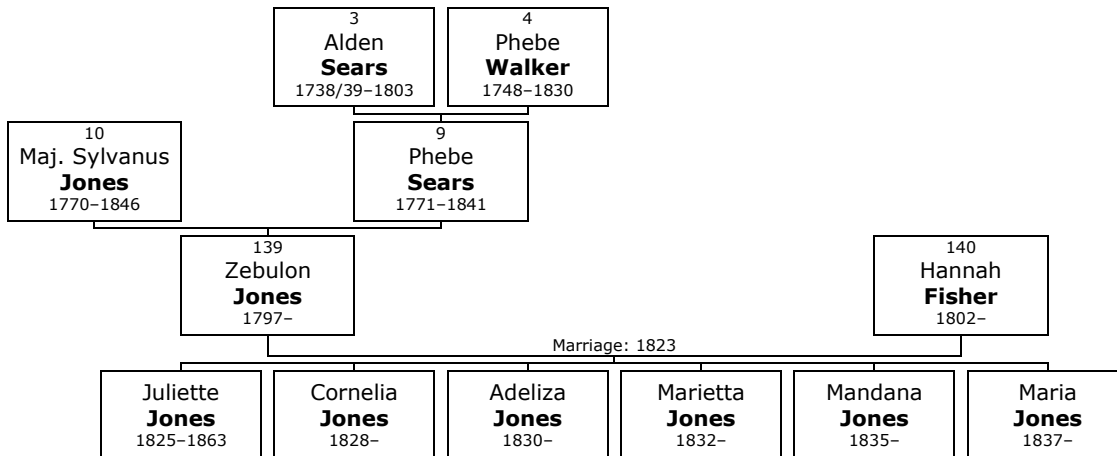 3
Alden
Sears
1738/39–1803
4
Phebe
Walker
1748–1830
10
Maj. Sylvanus
Jones
1770–1846
9
Phebe
Sears
1771–1841
139
Zebulon
Jones
1797–
140
Hannah
Fisher
1802–
Marriage: 1823
Juliette
Jones
1825–1863
Cornelia
Jones
1828–
Adeliza
Jones
1830–
Marietta
Jones
1832–
Mandana
Jones
1835–
Maria
Jones
1837–